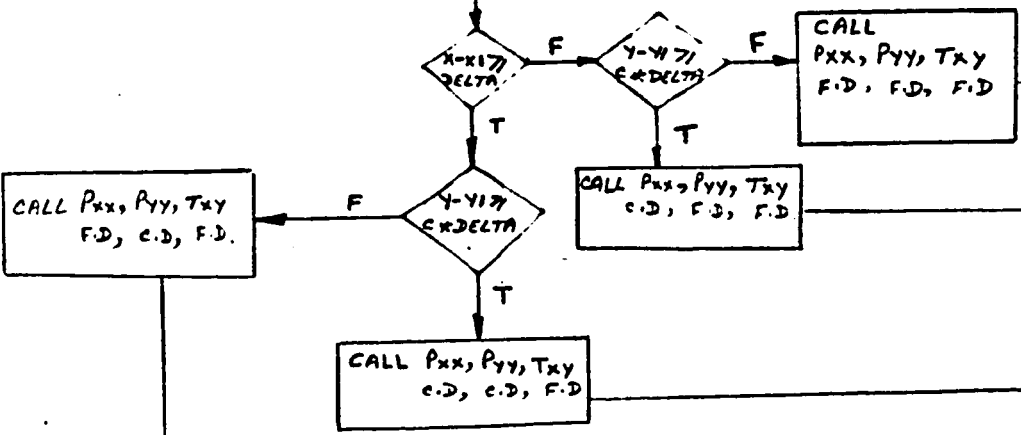 X-X1⩾
DELTA
F
Y-Y1⩾
C*DELTA
F
CALL
Pxx, Pyy, Txy
F.D, F.D, F.D
T
T
CALL Pxx, Pyy, Txy
C.D, F.D, F.D
CALL Pxx, Pyy, Txy
F.D, C.D, F.D.
F
Y-Y1⩾
C*DELTA
T
CALL Pxx, Pyy, Txy
C.D, C.D, F.D